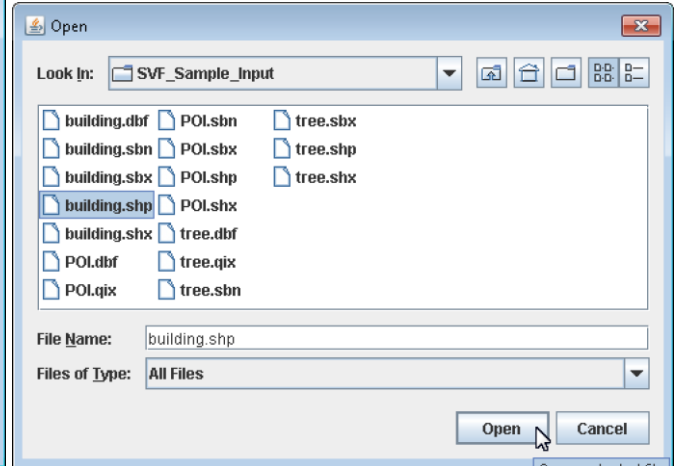 Open
Look In: SVF_Sample_Input
building.dbf POI.sbn tree.sbx
building.sbn POI.sbx tree.shp
building.sbx POI.shp tree.shx
building.shp POI.shx
building.shx tree.dbf
POI.dbf tree.qix
POI.qix tree.sbn
File Name: building.shp
Files of Type: All Files
Open Cancel